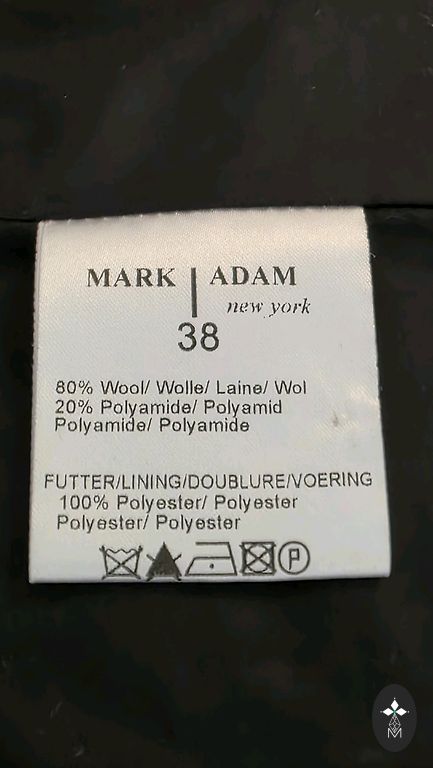 MARK | ADAM
new york
38
80% Wool/ Wolle/ Laine/ Wol
20% Polyamide/ Polyamid
Polyamide/ Polyamide
FUTTER/LINING/DOUBLURE/VOERING
100% Polyester/ Polyester
Polyester/ Polyester
P
M